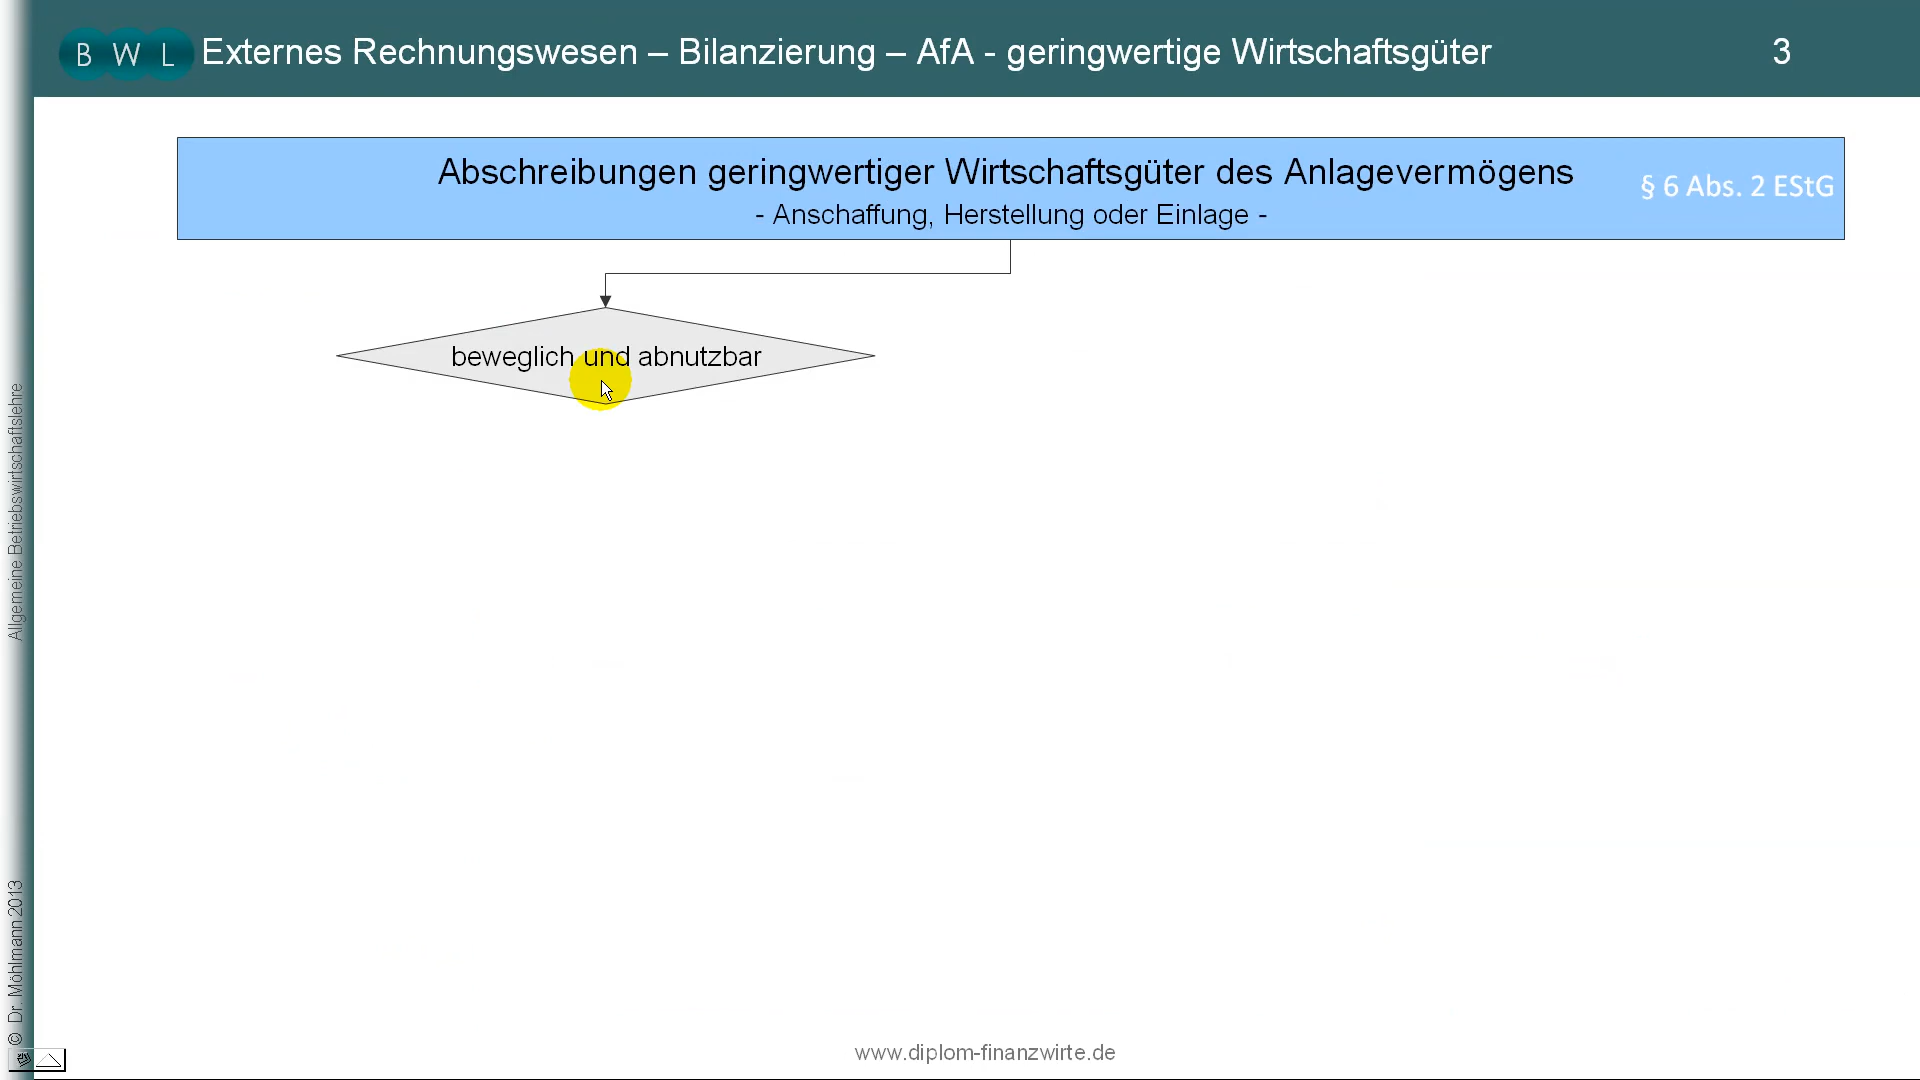 B W L
Externes Rechnungswesen – Bilanzierung – AfA - geringwertige Wirtschaftsgüter
3
Abschreibungen geringwertiger Wirtschaftsgüter des Anlagevermögens
- Anschaffung, Herstellung oder Einlage -
§ 6 Abs. 2 EStG
beweglich und abnutzbar
Allgemeine Betriebswirtschaftslehre
© Dr. Möhlmann 2013
www.diplom-finanzwirte.de